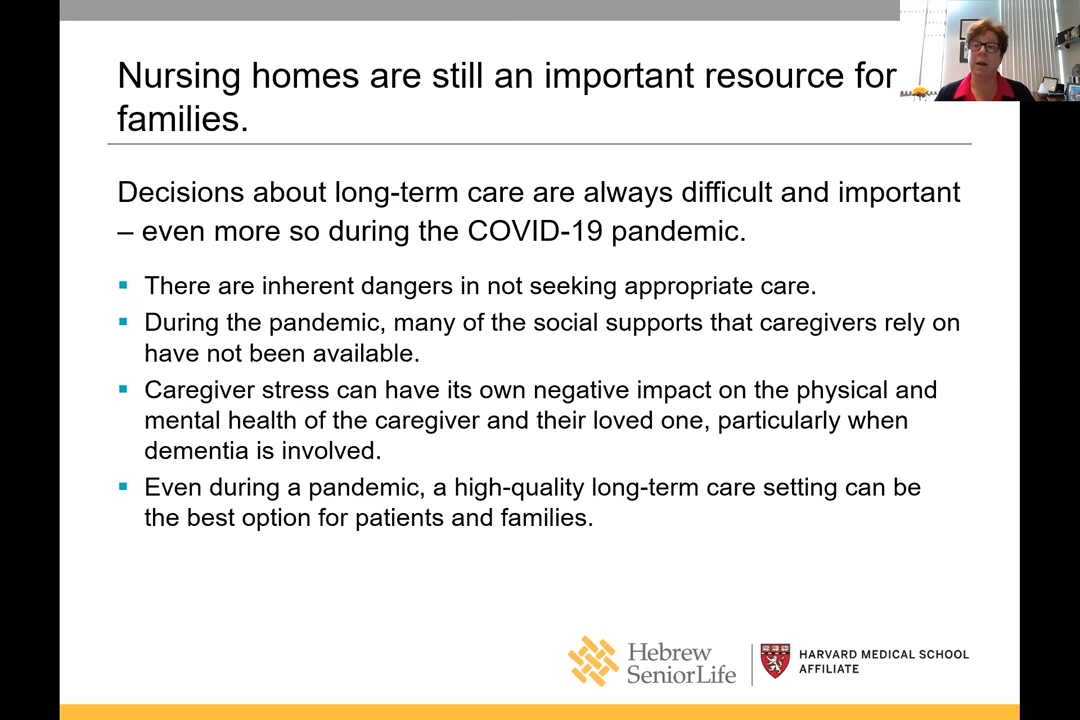 Nursing homes are still an important resource for
families.
Decisions about long-term care are always difficult and important
– even more so during the COVID-19 pandemic.
▪ There are inherent dangers in not seeking appropriate care.
▪ During the pandemic, many of the social supports that caregivers rely on
have not been available.
▪ Caregiver stress can have its own negative impact on the physical and
mental health of the caregiver and their loved one, particularly when
dementia is involved.
▪ Even during a pandemic, a high-quality long-term care setting can be
the best option for patients and families.
Hebrew
SeniorLife
HARVARD MEDICAL SCHOOL
AFFILIATE